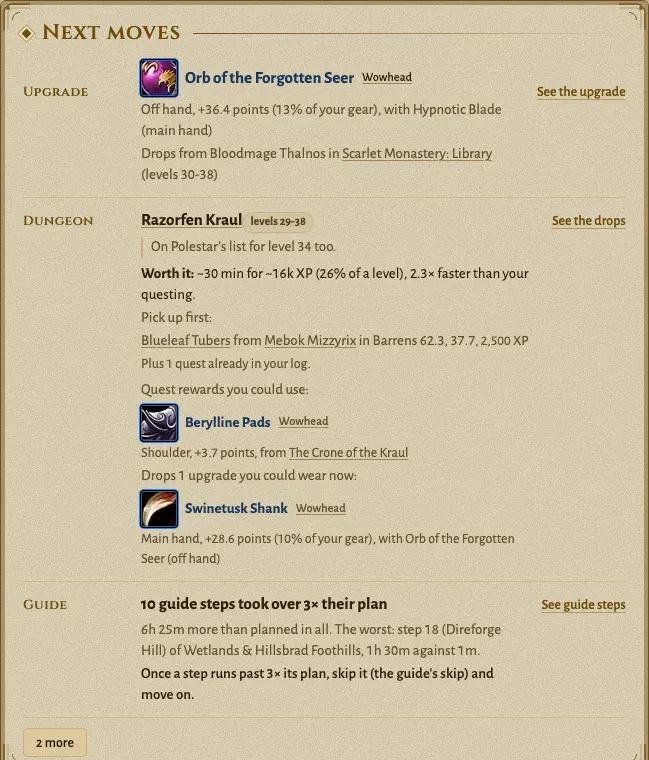 NEXT MOVES
UPGRADE
Orb of the Forgotten Seer Wowhead
See the upgrade
Off hand, +36.4 points (13% of your gear), with Hypnotic Blade
(main hand)
Drops from Bloodmage Thalnos in Scarlet Monastery: Library
(levels 30-38)
DUNGEON
Razorfen Kraul levels 29-38
See the drops
On Polestar's list for level 34 too.
Worth it: ~30 min for ~16k XP (26% of a level), 2.3× faster than your
questing.
Pick up first:
Blueleaf Tubers from Mebok Mizzyrix in Barrens 62.3, 37.7, 2,500 XP
Plus 1 quest already in your log.
Quest rewards you could use:
Berylline Pads Wowhead
Shoulder, +3.7 points, from The Crone of the Kraul
Drops 1 upgrade you could wear now:
Swinetusk Shank Wowhead
Main hand, +28.6 points (10% of your gear), with Orb of the Forgotten
Seer (off hand)
GUIDE
10 guide steps took over 3× their plan
See guide steps
6h 25m more than planned in all. The worst: step 18 (Direforge
Hill) of Wetlands & Hillsbrad Foothills, 1h 30m against 1m.
Once a step runs past 3× its plan, skip it (the guide's skip) and
move on.
2 more